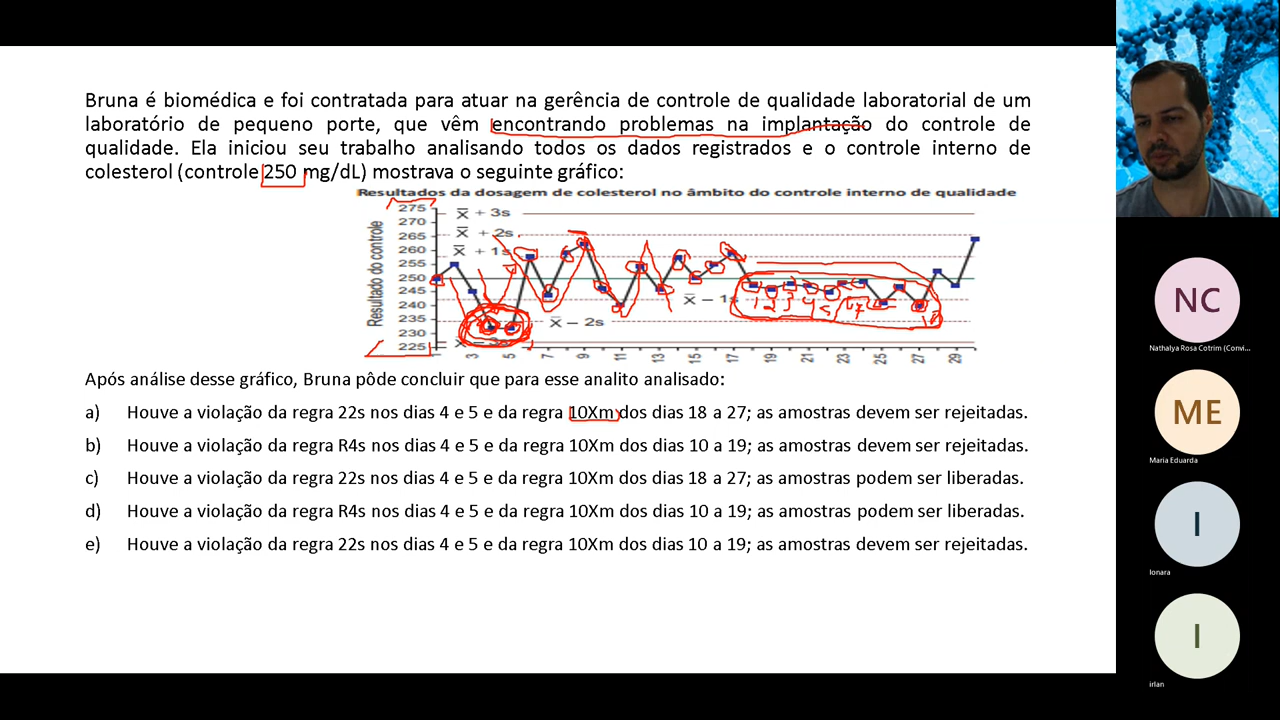 Bruna é biomédica e foi contratada para atuar na gerência de controle de qualidade laboratorial de um
laboratório de pequeno porte, que vêm encontrando problemas na implantação do controle de
qualidade. Ela iniciou seu trabalho analisando todos os dados registrados e o controle interno de
colesterol (controle 250 mg/dL) mostrava o seguinte gráfico:
Resultados da dosagem de colesterol no âmbito do controle interno de qualidade
Resultado do controle
275
270
265
260
255
250
245
240
235
230
225
X + 3s
X + 2s
X + 1s
X − 1s
X − 2s
1 3 5 7 9 11 13 15 17 19 21 23 25 27 29
1 2 3 4 5 6 7
10
Após análise desse gráfico, Bruna pôde concluir que para esse analito analisado:
a) Houve a violação da regra 22s nos dias 4 e 5 e da regra 10Xm dos dias 18 a 27; as amostras devem ser rejeitadas.
b) Houve a violação da regra R4s nos dias 4 e 5 e da regra 10Xm dos dias 10 a 19; as amostras devem ser rejeitadas.
c) Houve a violação da regra 22s nos dias 4 e 5 e da regra 10Xm dos dias 18 a 27; as amostras podem ser liberadas.
d) Houve a violação da regra R4s nos dias 4 e 5 e da regra 10Xm dos dias 10 a 19; as amostras podem ser liberadas.
e) Houve a violação da regra 22s nos dias 4 e 5 e da regra 10Xm dos dias 10 a 19; as amostras devem ser rejeitadas.
NC
Nathalya Rosa Cotrim (Convi...
ME
Maria Eduarda
I
Ionara
I
irlan